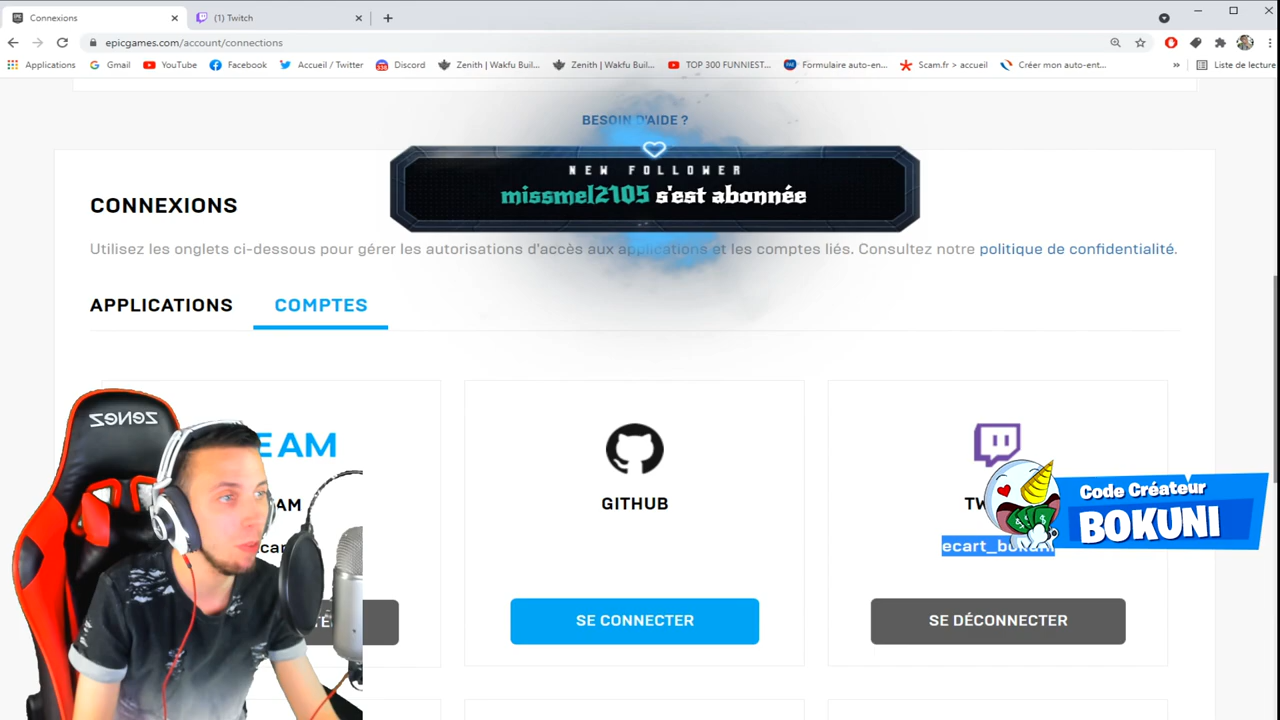 Connexions
(1) Twitch
epicgames.com/account/connections
Applications
Gmail
YouTube
Facebook
Accueil / Twitter
Discord
Zenith | Wakfu Buil...
Zenith | Wakfu Buil...
TOP 300 FUNNIEST...
Formulaire auto-en...
Scam.fr > accueil
Créer mon auto-ent...
»
Liste de lecture
BESOIN D'AIDE ?
NEW FOLLOWER
missmel2105 s'est abonnée
CONNEXIONS
Utilisez les onglets ci-dessous pour gérer les autorisations d'accès aux applications et les comptes liés. Consultez notre politique de confidentialité.
APPLICATIONS
COMPTES
ZENEZ
EAM
AM
GITHUB
TW
Code Créateur
BOKUNI
SE CONNECTER
SE DÉCONNECTER